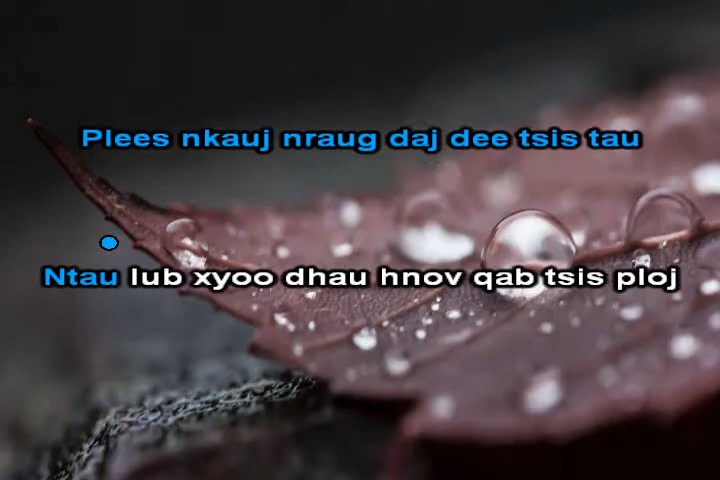 Plees nkauj nraug daj dee tsis tau
Ntau lub xyoo dhau hnov qab tsis ploj